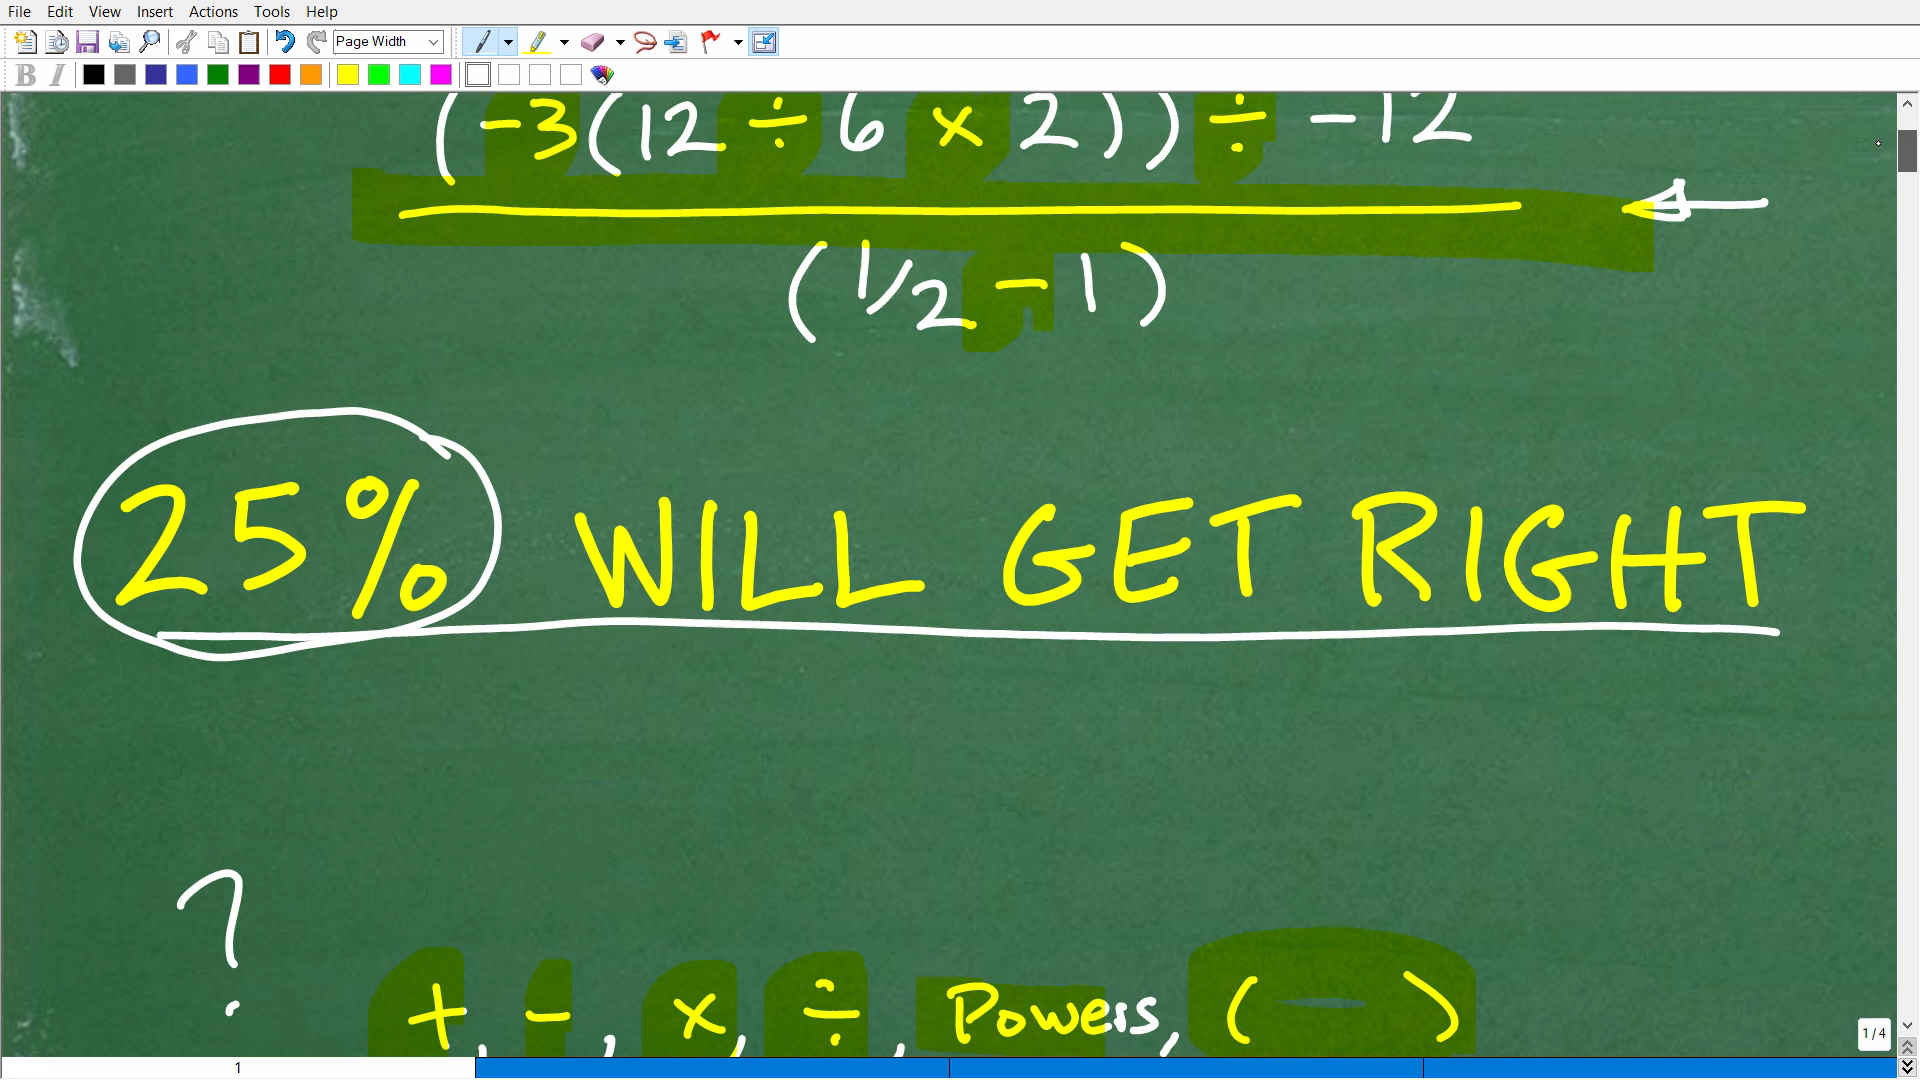 File Edit View Insert Actions Tools Help
Page Width
B I
(-3(12 ÷ 6 × 2)) ÷ -12
(1/2 - 1)
25% WILL GET RIGHT
?
+, -, ×, ÷, Powers, ( )
1 / 4
1